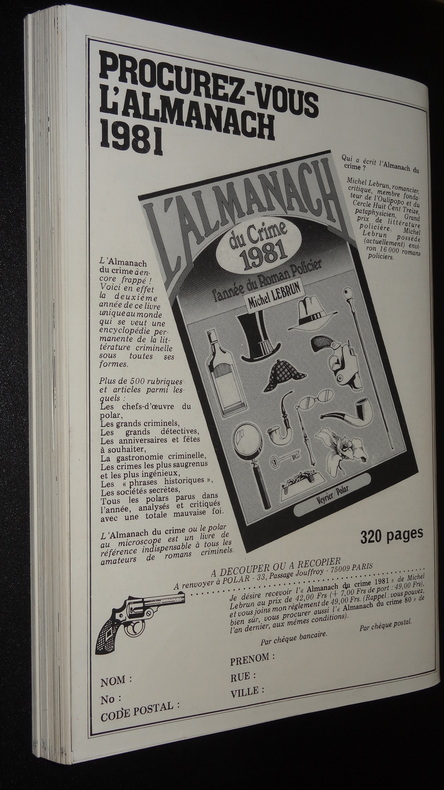 PROCUREZ-VOUS
L'ALMANACH
1981
Qui a écrit l'Almanach du
crime ?
Michel Lebrun, romancier,
critique, membre fonda-
teur de l'Oulipopo et du
Cercle Huit Cent Treize,
pataphysicien, Grand
prix de littérature
policière. Michel
Lebrun possède
(actuellement) envi-
ron 16 000 romans
policiers.
L'ALMANACH
du Crime
1981
l'année du Roman Policier
Michel LEBRUN
Veyrier / Polar
L'Almanach
du crime a en-
core frappé !
Voici en effet
la deuxième
année de ce livre
unique au monde
qui se veut une
encyclopédie per-
manente de la lit-
térature criminelle
sous toutes ses
formes.
Plus de 500 rubriques
et articles parmi les-
quels :
Les chefs-d'œuvre du
polar,
Les grands criminels,
Les grands détectives,
Les anniversaires et fêtes
à souhaiter,
La gastronomie criminelle,
Les crimes les plus saugrenus
et les plus ingénieux,
Les « phrases historiques »,
Les sociétés secrètes,
Tous les polars parus dans
l'année, analysés et critiqués
avec une totale mauvaise foi.
L'Almanach du crime ou le polar
au microscope est un livre de
référence indispensable à tous les
amateurs de romans criminels.
320 pages
A DECOUPER OU A RECOPIER
A renvoyer à POLAR - 33, Passage Jouffroy - 75009 PARIS
Je désire recevoir l'« Almanach du crime 1981 » de Michel
Lebrun au prix de 42,00 Frs (+ 7,00 Frs de port : 49,00 Frs),
et vous joins mon règlement de 49,00 Frs. (Rappel : vous pouvez,
bien sûr, vous procurer aussi l'« Almanach du crime 80 » de
l'an dernier, aux mêmes conditions).
Par chèque bancaire.
Par chèque postal.
NOM :
PRENOM :
No :
RUE :
CODE POSTAL :
VILLE :